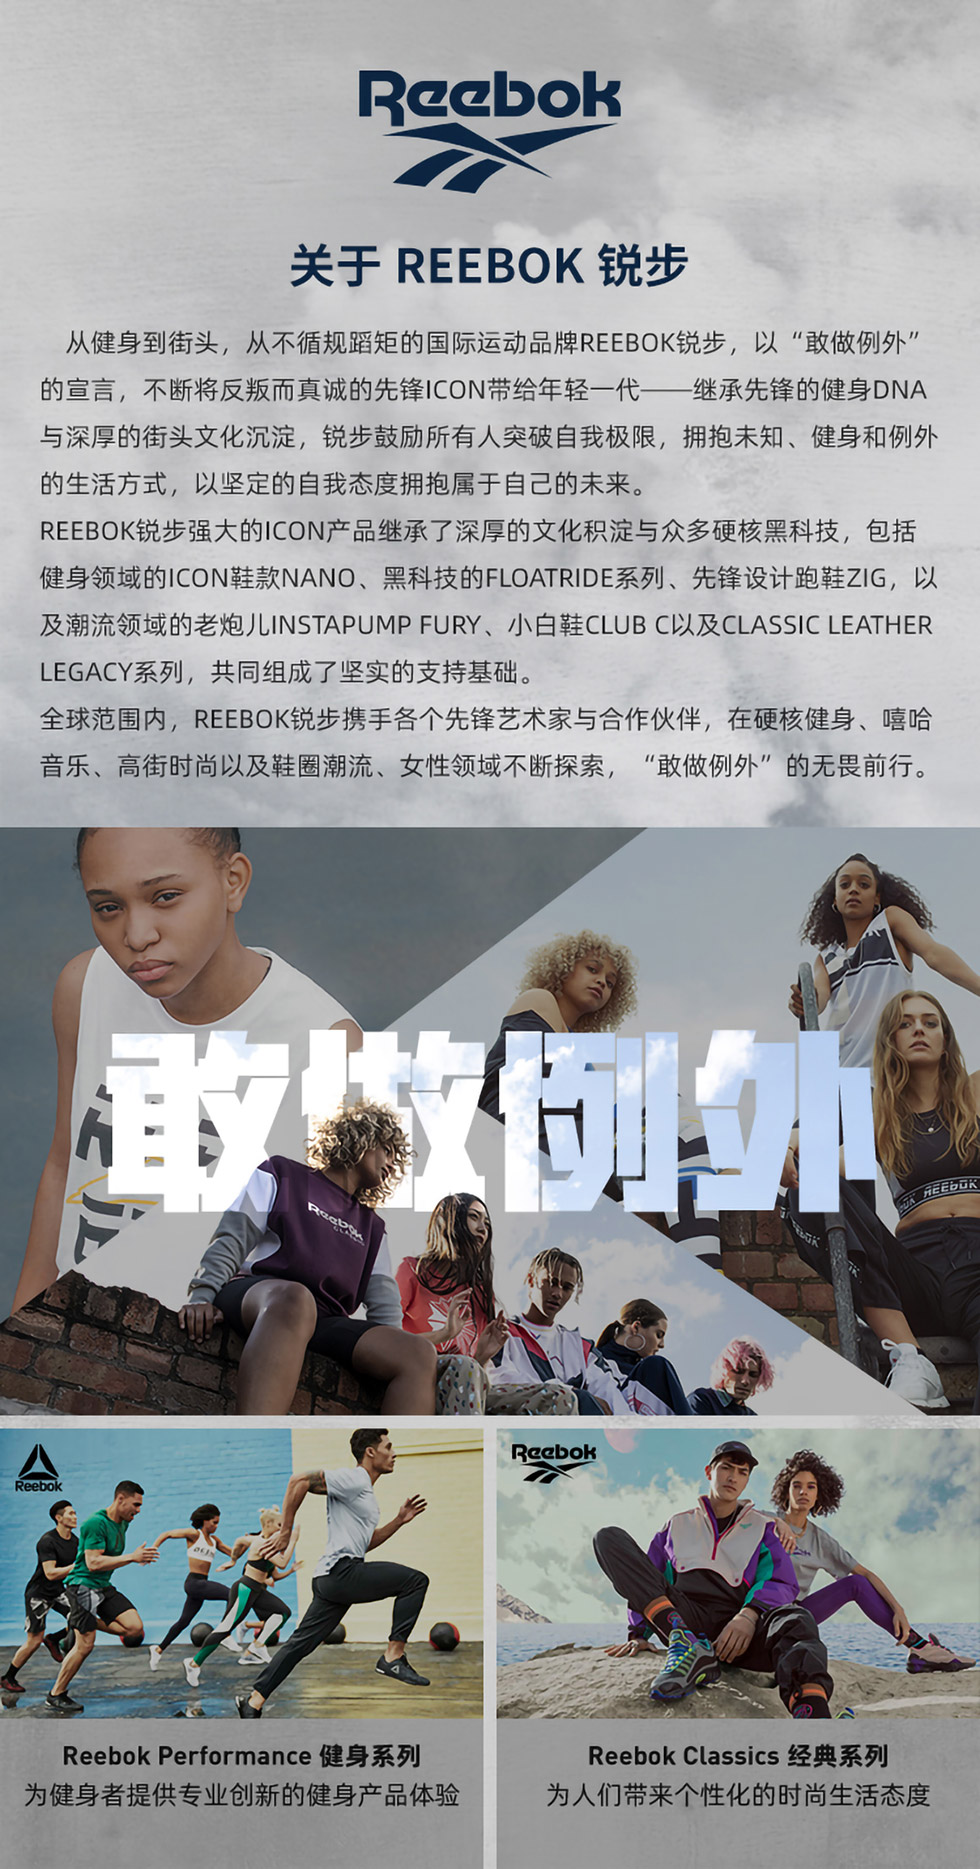 Reebok
关于 REEBOK 锐步
从健身到街头，从不循规蹈矩的国际运动品牌REEBOK锐步，以“敢做例外”
的宣言，不断将反叛而真诚的先锋ICON带给年轻一代——继承先锋的健身DNA
与深厚的街头文化沉淀，锐步鼓励所有人突破自我极限，拥抱未知、健身和例外
的生活方式，以坚定的自我态度拥抱属于自己的未来。
REEBOK锐步强大的ICON产品继承了深厚的文化积淀与众多硬核黑科技，包括
健身领域的ICON鞋款NANO、黑科技的FLOATRIDE系列、先锋设计跑鞋ZIG，以
及潮流领域的老炮儿INSTAPUMP FURY、小白鞋CLUB C以及CLASSIC LEATHER
LEGACY系列，共同组成了坚实的支持基础。
全球范围内，REEBOK锐步携手各个先锋艺术家与合作伙伴，在硬核健身、嘻哈
音乐、高街时尚以及鞋圈潮流、女性领域不断探索，“敢做例外”的无畏前行。
敢做例外
Reebok
CLASSICS
REEBOK
Reebok
Reebok
Reebok Performance 健身系列
为健身者提供专业创新的健身产品体验
Reebok Classics 经典系列
为人们带来个性化的时尚生活态度